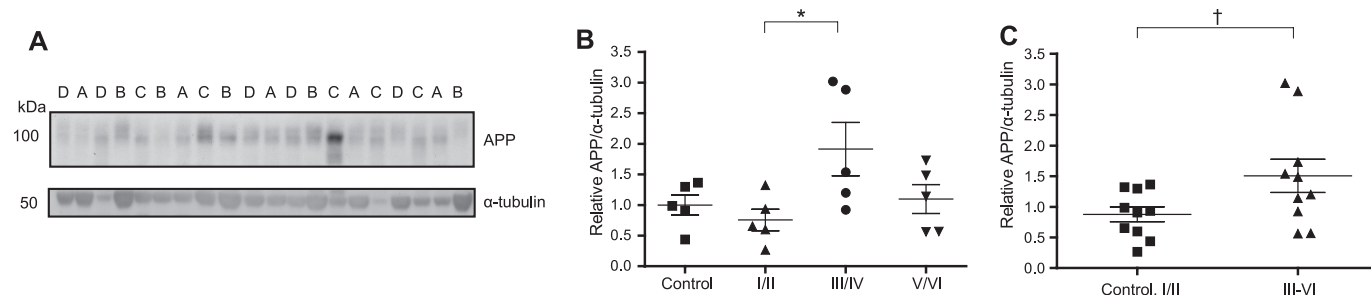 A
D A D B C B A C B D A D B C A C D C A B
kDa
100
APP
50
α-tubulin
B
*
Relative APP/α-tubulin
3.5
3.0
2.5
2.0
1.5
1.0
0.5
0.0
Control
I/II
III/IV
V/VI
C
†
Relative APP/α-tubulin
3.5
3.0
2.5
2.0
1.5
1.0
0.5
0.0
Control, I/II
III-VI